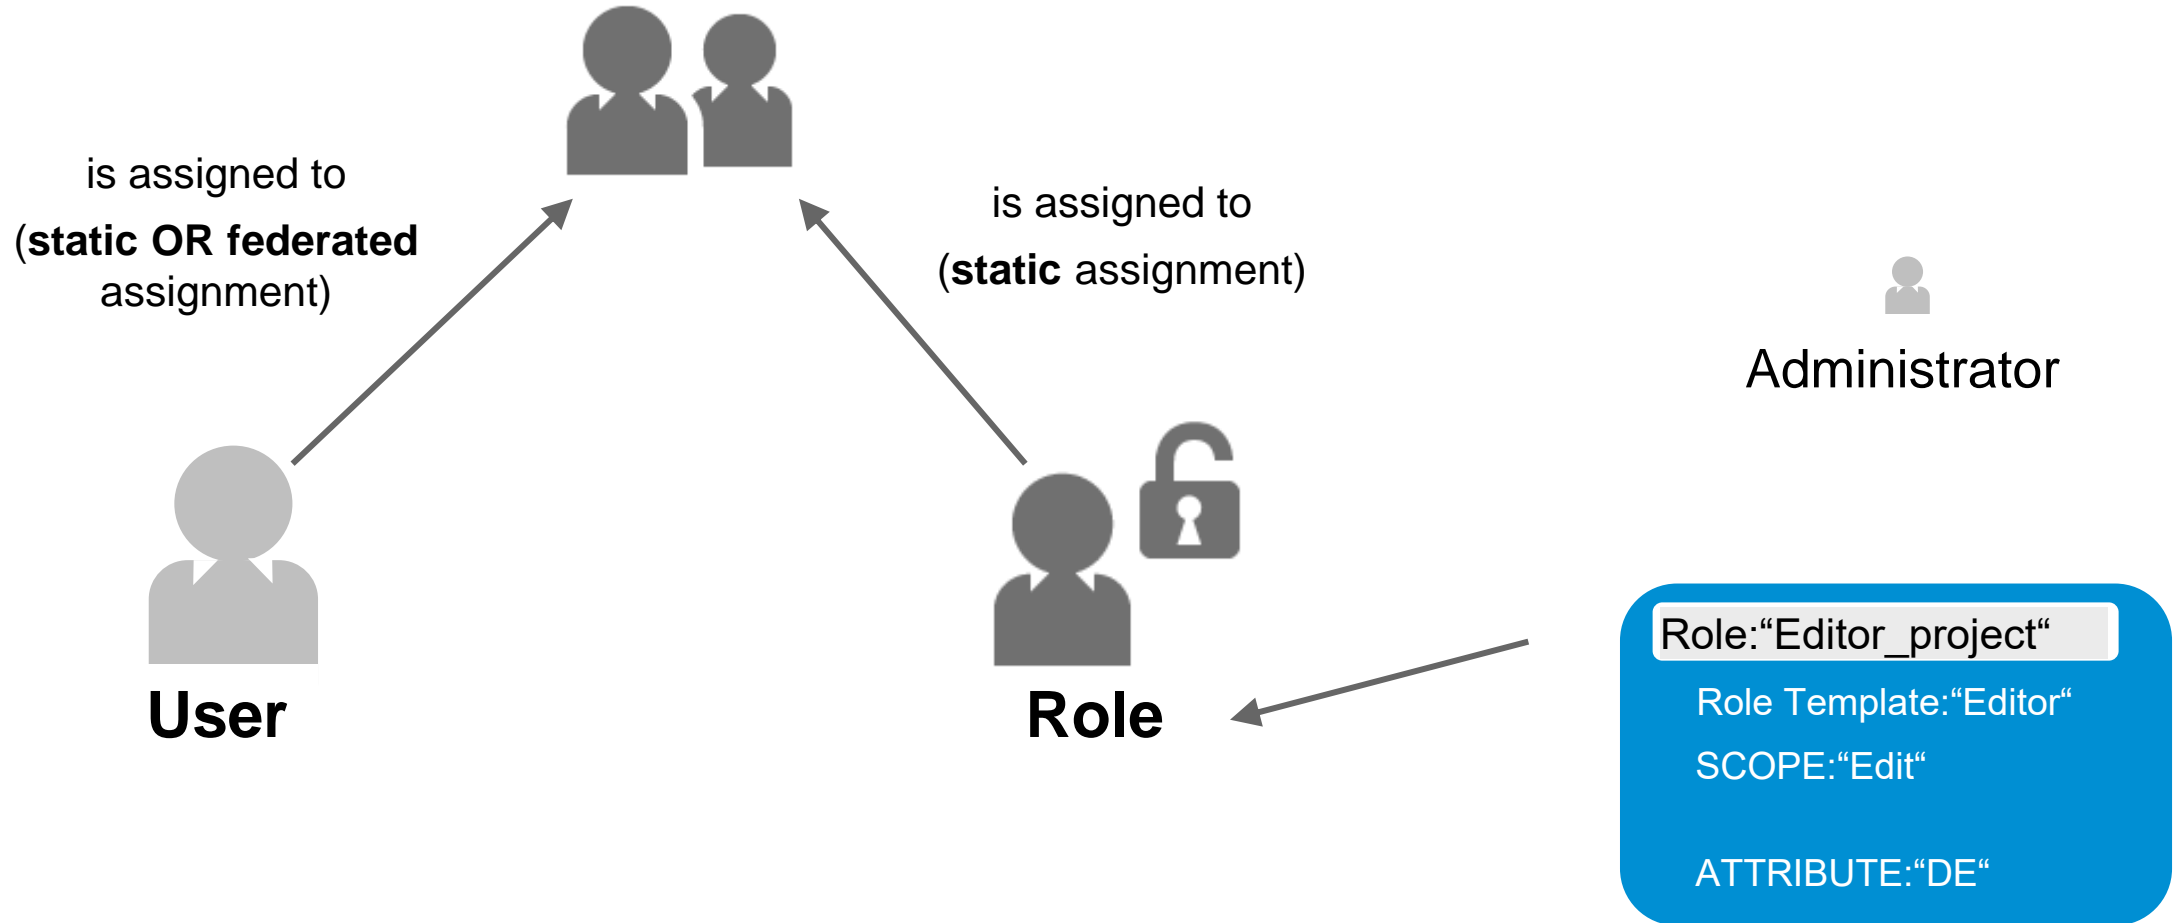 is assigned to
(static OR federated
assignment)
is assigned to
(static assignment)
Administrator
User
Role
Role:“Editor_project“
Role Template:“Editor“
SCOPE:“Edit“
ATTRIBUTE:“DE“